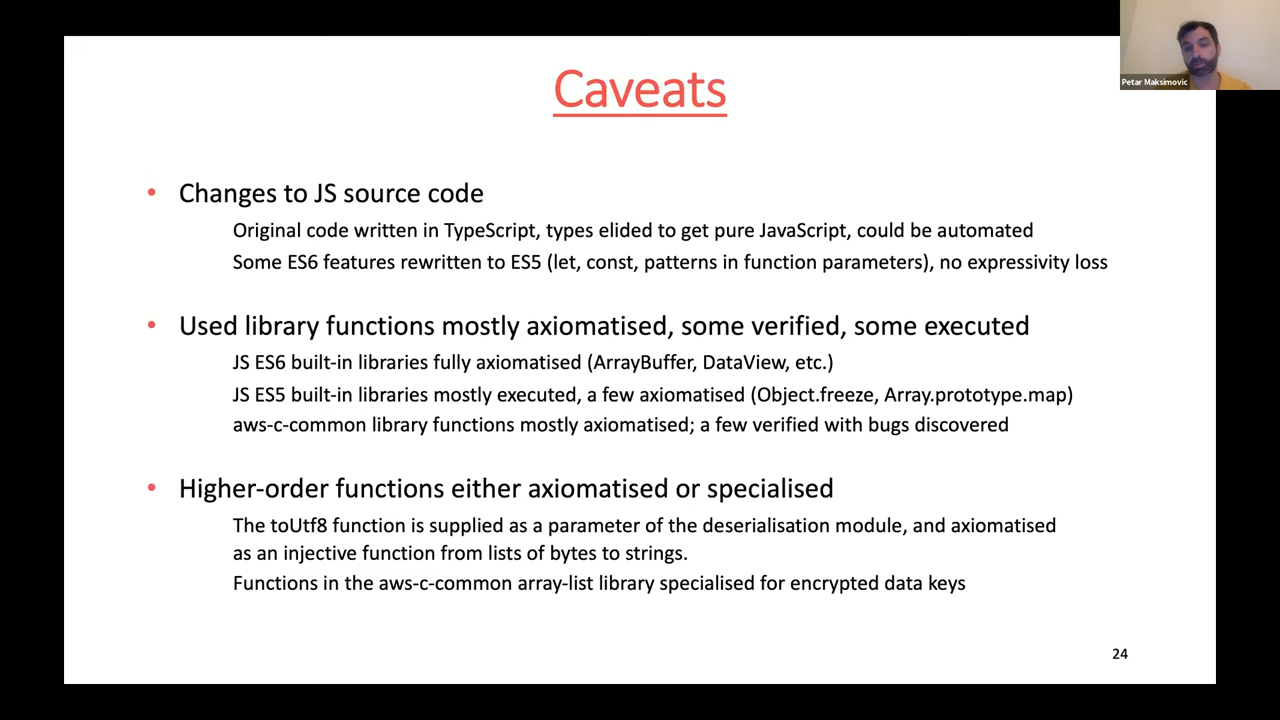 Caveats
Petar Maksimovic
• Changes to JS source code
Original code written in TypeScript, types elided to get pure JavaScript, could be automated
Some ES6 features rewritten to ES5 (let, const, patterns in function parameters), no expressivity loss
• Used library functions mostly axiomatised, some verified, some executed
JS ES6 built-in libraries fully axiomatised (ArrayBuffer, DataView, etc.)
JS ES5 built-in libraries mostly executed, a few axiomatised (Object.freeze, Array.prototype.map)
aws-c-common library functions mostly axiomatised; a few verified with bugs discovered
• Higher-order functions either axiomatised or specialised
The toUtf8 function is supplied as a parameter of the deserialisation module, and axiomatised
as an injective function from lists of bytes to strings.
Functions in the aws-c-common array-list library specialised for encrypted data keys
24